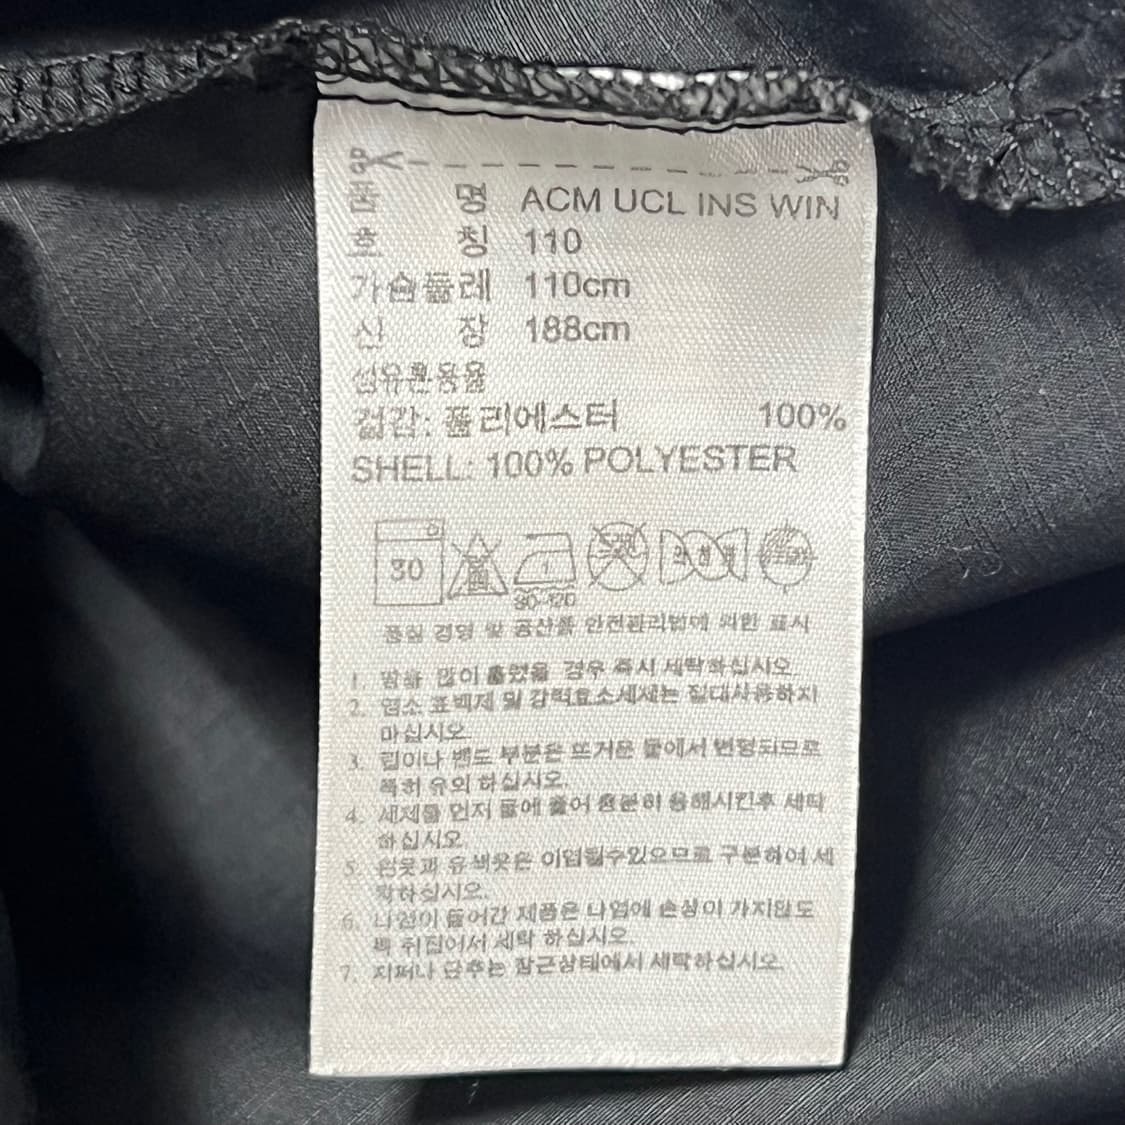 품 명 ACM UCL INS WIN
호 칭 110
가슴둘레 110cm
신 장 188cm
섬유혼용율
겉감: 폴리에스터 100%
SHELL: 100% POLYESTER
30
80-120
품질 경영 및 공산품 안전관리법에 의한 표시
1. 땀을 많이 흘렸을 경우 즉시 세탁하십시오.
2. 염소 표백제 및 강력효소세제는 절대사용하지
마십시오.
3. 립이나 밴드 부분은 뜨거운 물에서 변형되므로
특히 유의 하십시오.
4. 세제를 먼저 물에 풀어 충분히 용해시킨후 세탁
하십시오.
5. 흰옷과 유색옷은 이염될수있으므로 구분하여 세
탁하십시오.
6. 나염이 들어간 제품은 나염에 손상이 가지않도
록 뒤집어서 세탁 하십시오.
7. 지퍼나 단추는 잠근상태에서 세탁하십시오.